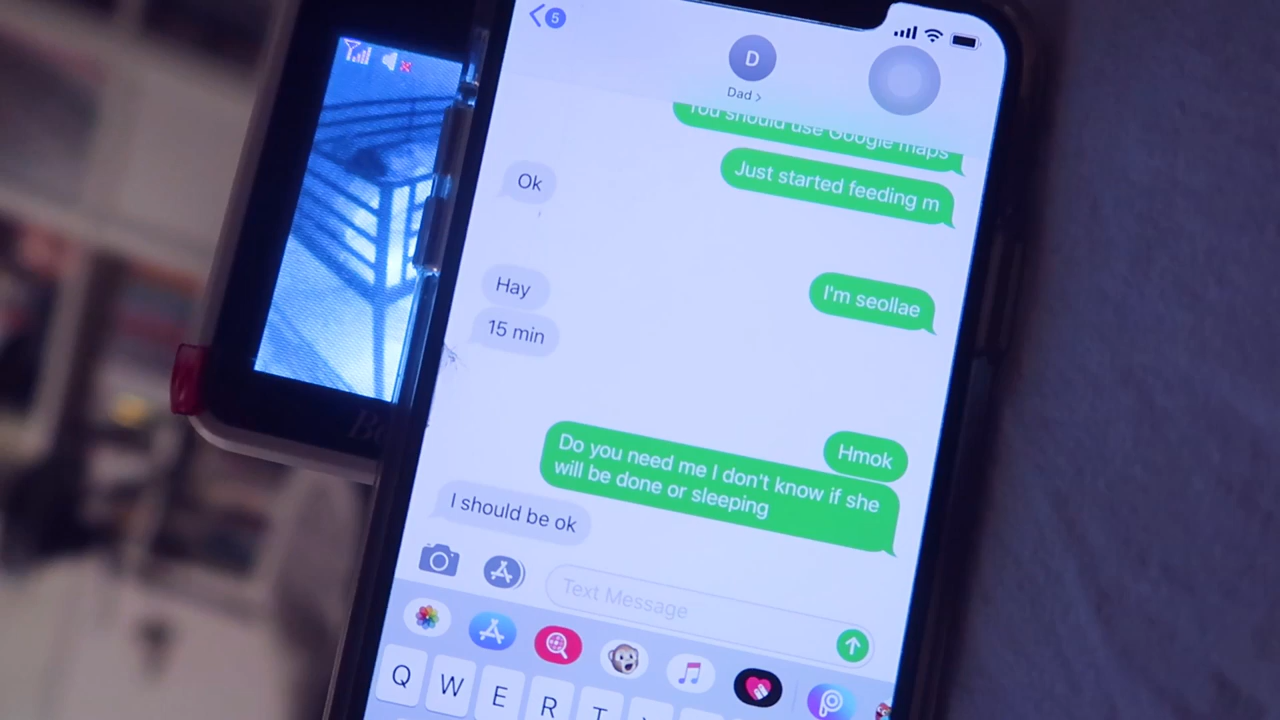 5
D
Dad >
You should use Google maps
Just started feeding m
Ok
I'm seollae
Hay
15 min
Hmok
Do you need me I don't know if she
will be done or sleeping
I should be ok
Text Message
Q W E R T